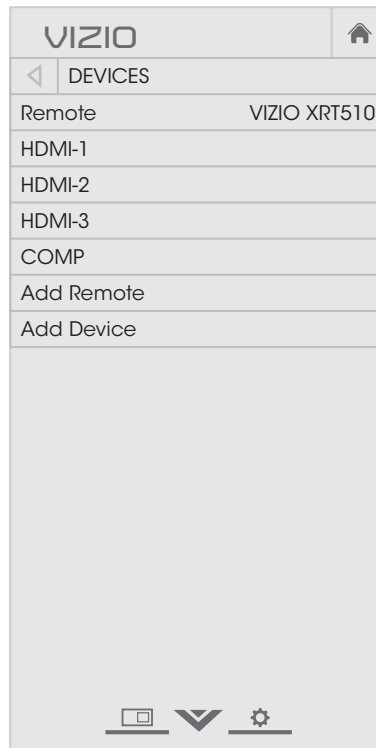 VIZIO
DEVICES
Remote VIZIO XRT510
HDMI-1
HDMI-2
HDMI-3
COMP
Add Remote
Add Device